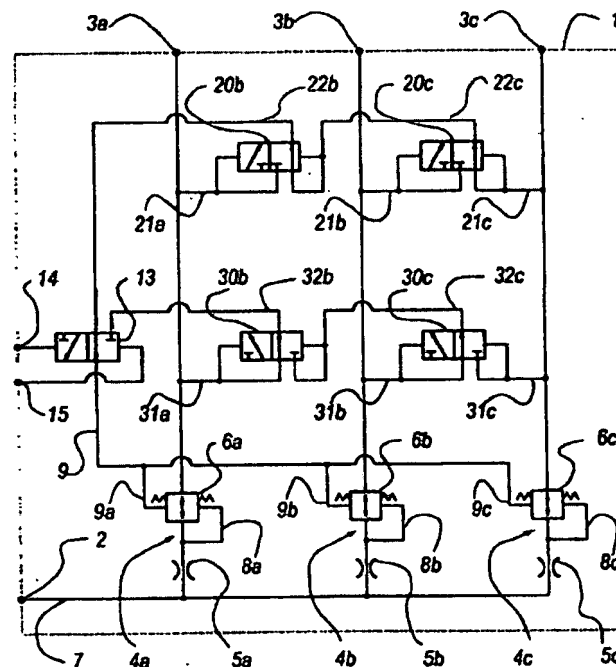 3a 3b 3c 1
20b 22b 20c 22c
21a 21b 21c
14 13 30b 32b 30c 32c
15 31a 31b 31c
9 6a 6b 6c
9a 9b 9c
2 8a 8b 8c
7 4a 5a 4b 5b 4c 5c